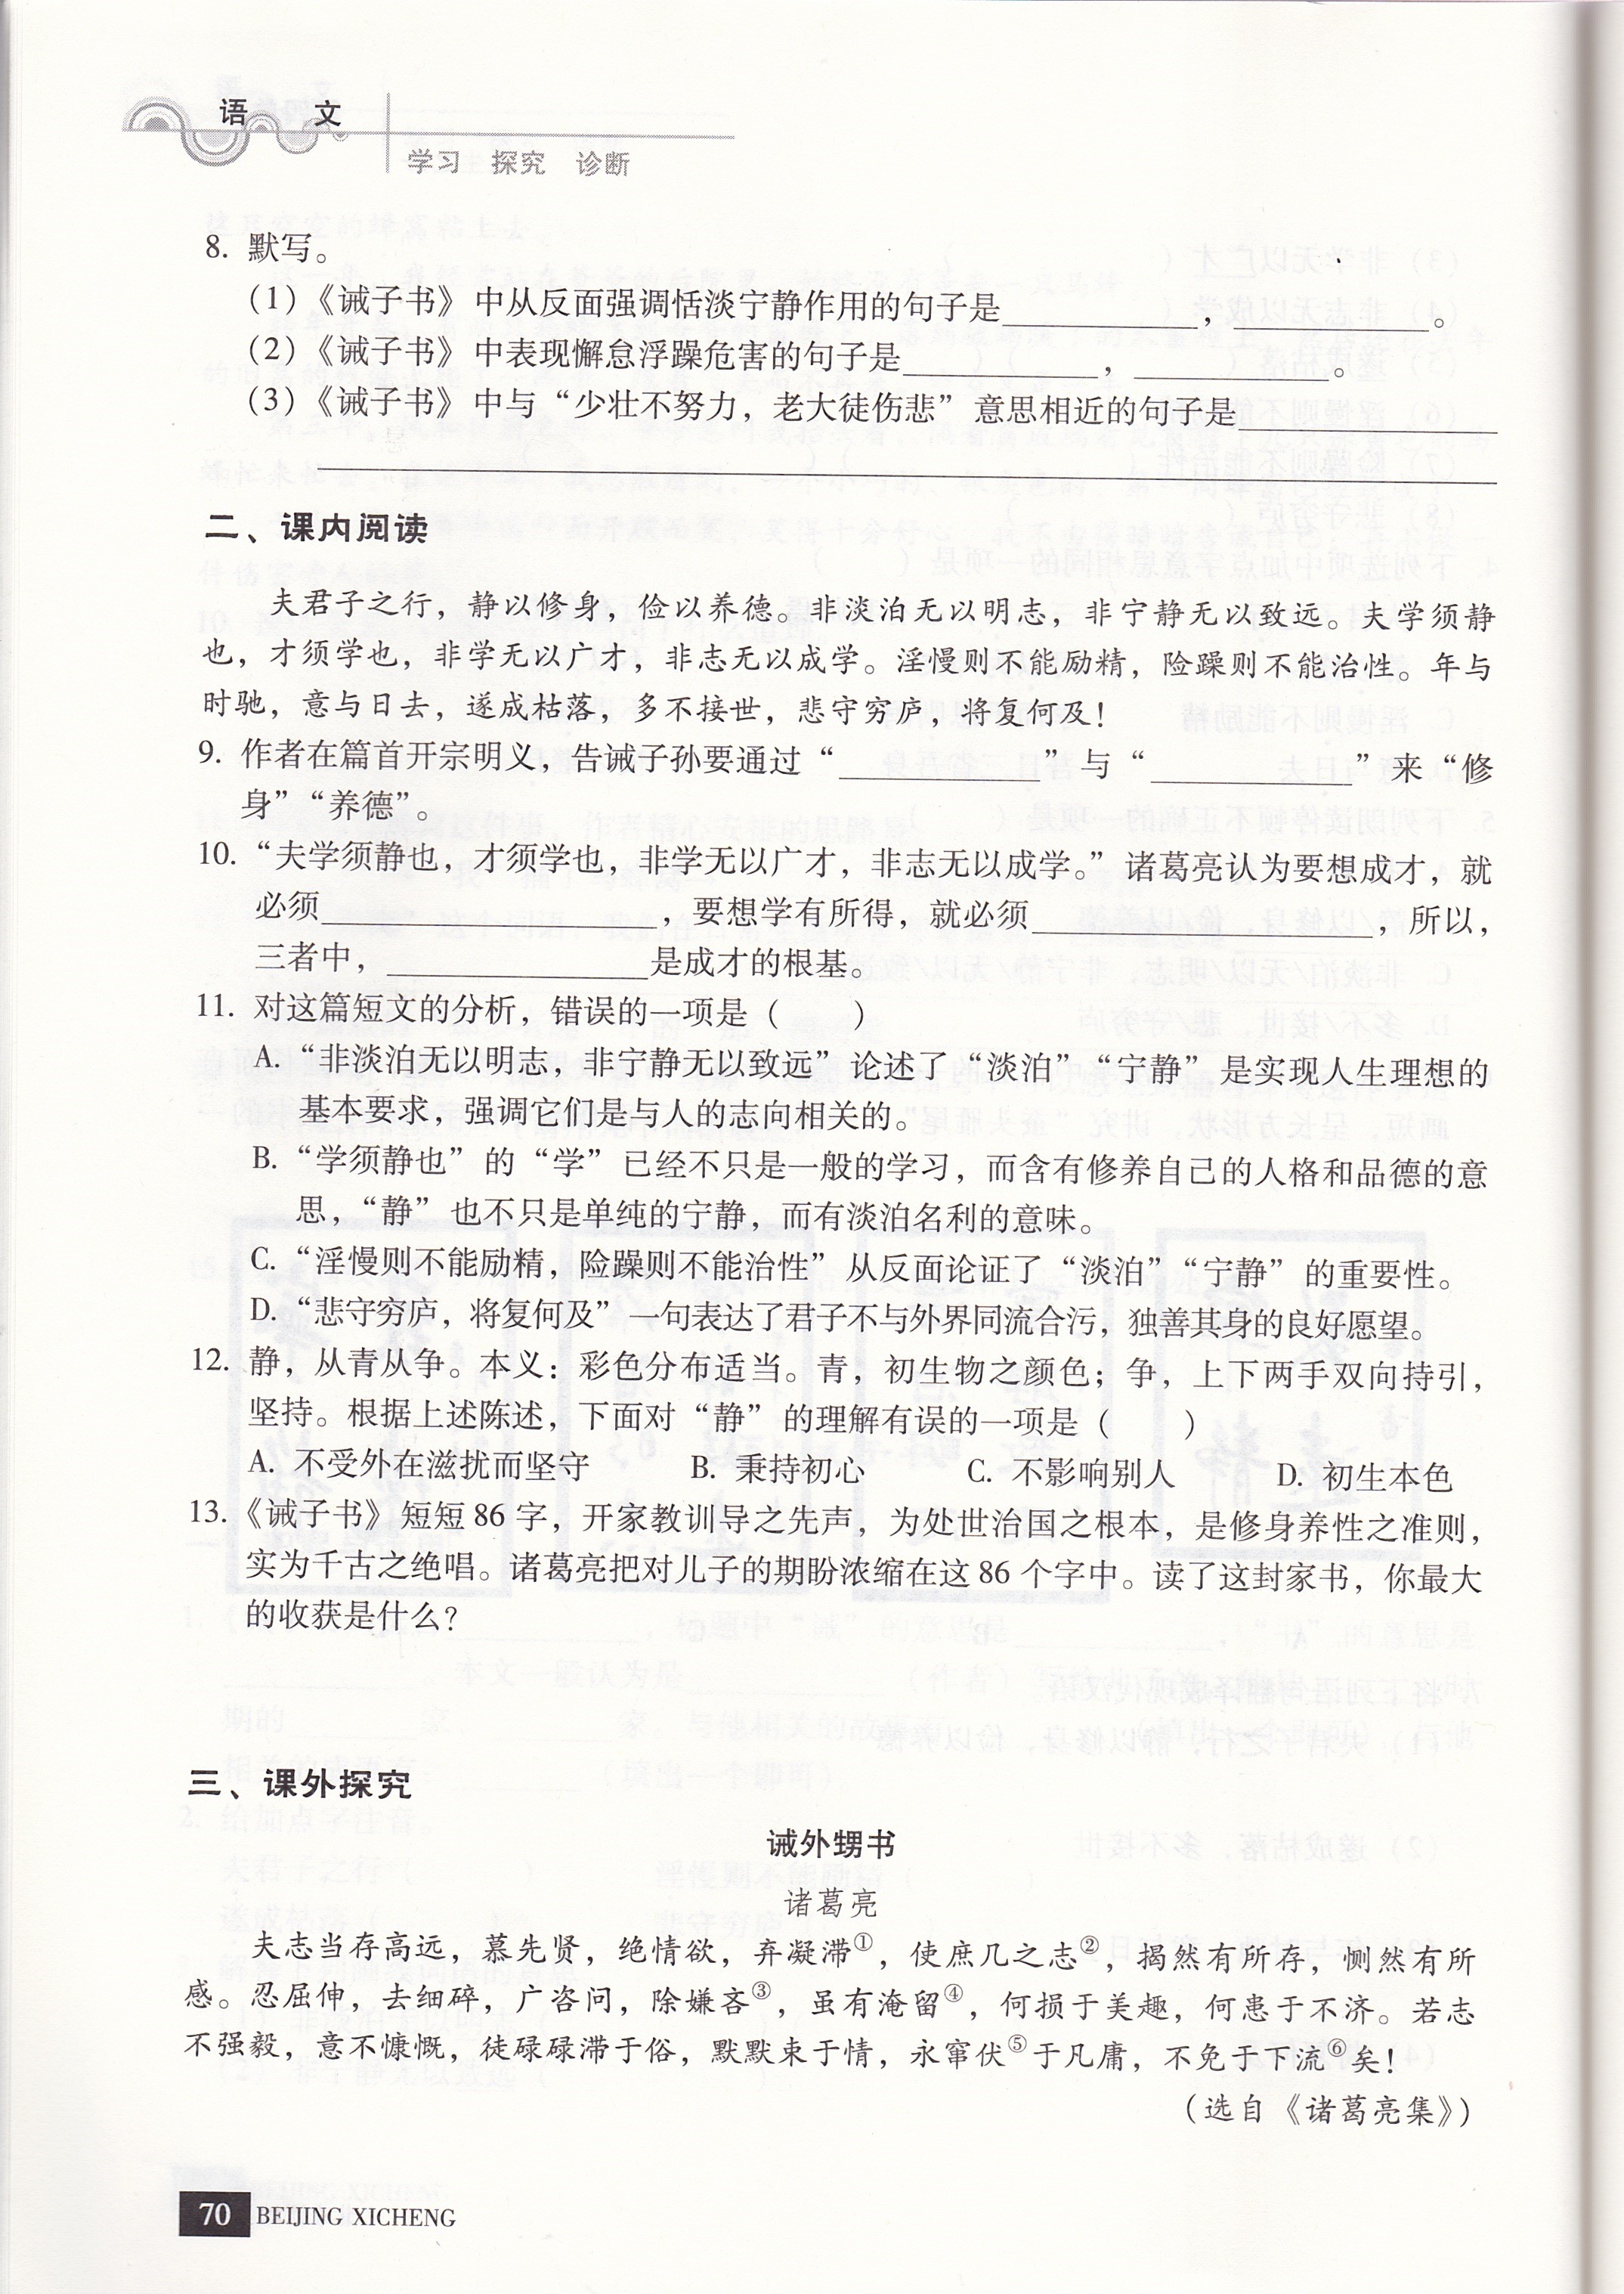 语 文
学习 探究 诊断
8. 默写。
(1)《诫子书》中从反面强调恬淡宁静作用的句子是____________，____________。
(2)《诫子书》中表现懈怠浮躁危害的句子是____________，____________。
(3)《诫子书》中与“少壮不努力，老大徒伤悲”意思相近的句子是________________
________________________________
二、课内阅读
夫君子之行，静以修身，俭以养德。非淡泊无以明志，非宁静无以致远。夫学须静
也，才须学也，非学无以广才，非志无以成学。淫慢则不能励精，险躁则不能治性。年与
时驰，意与日去，遂成枯落，多不接世，悲守穷庐，将复何及！
9. 作者在篇首开宗明义，告诫子孙要通过“____________”与“____________”来“修
身”“养德”。
10. “夫学须静也，才须学也，非学无以广才，非志无以成学。”诸葛亮认为要想成才，就
必须____________________，要想学有所得，就必须____________________，所以，
三者中，________________是成才的根基。
11. 对这篇短文的分析，错误的一项是（　　）
A. “非淡泊无以明志，非宁静无以致远”论述了“淡泊”“宁静”是实现人生理想的
基本要求，强调它们是与人的志向相关的。
B. “学须静也”的“学”已经不只是一般的学习，而含有修养自己的人格和品德的意
思，“静”也不只是单纯的宁静，而有淡泊名利的意味。
C. “淫慢则不能励精，险躁则不能治性”从反面论证了“淡泊”“宁静”的重要性。
D. “悲守穷庐，将复何及”一句表达了君子不与外界同流合污，独善其身的良好愿望。
12. 静，从青从争。本义：彩色分布适当。青，初生物之颜色；争，上下两手双向持引，
坚持。根据上述陈述，下面对“静”的理解有误的一项是（　　）
A. 不受外在滋扰而坚守　B. 秉持初心　C. 不影响别人　D. 初生本色
13.《诫子书》短短86字，开家教训导之先声，为处世治国之根本，是修身养性之准则，
实为千古之绝唱。诸葛亮把对儿子的期盼浓缩在这86个字中。读了这封家书，你最大
的收获是什么？
三、课外探究
诫外甥书
诸葛亮
夫志当存高远，慕先贤，绝情欲，弃凝滞①，使庶几之志②，揭然有所存，恻然有所
感。忍屈伸，去细碎，广咨问，除嫌吝③，虽有淹留④，何损于美趣，何患于不济。若志
不强毅，意不慷慨，徒碌碌滞于俗，默默束于情，永窜伏⑤于凡庸，不免于下流⑥矣！
（选自《诸葛亮集》）
70 BEIJING XICHENG